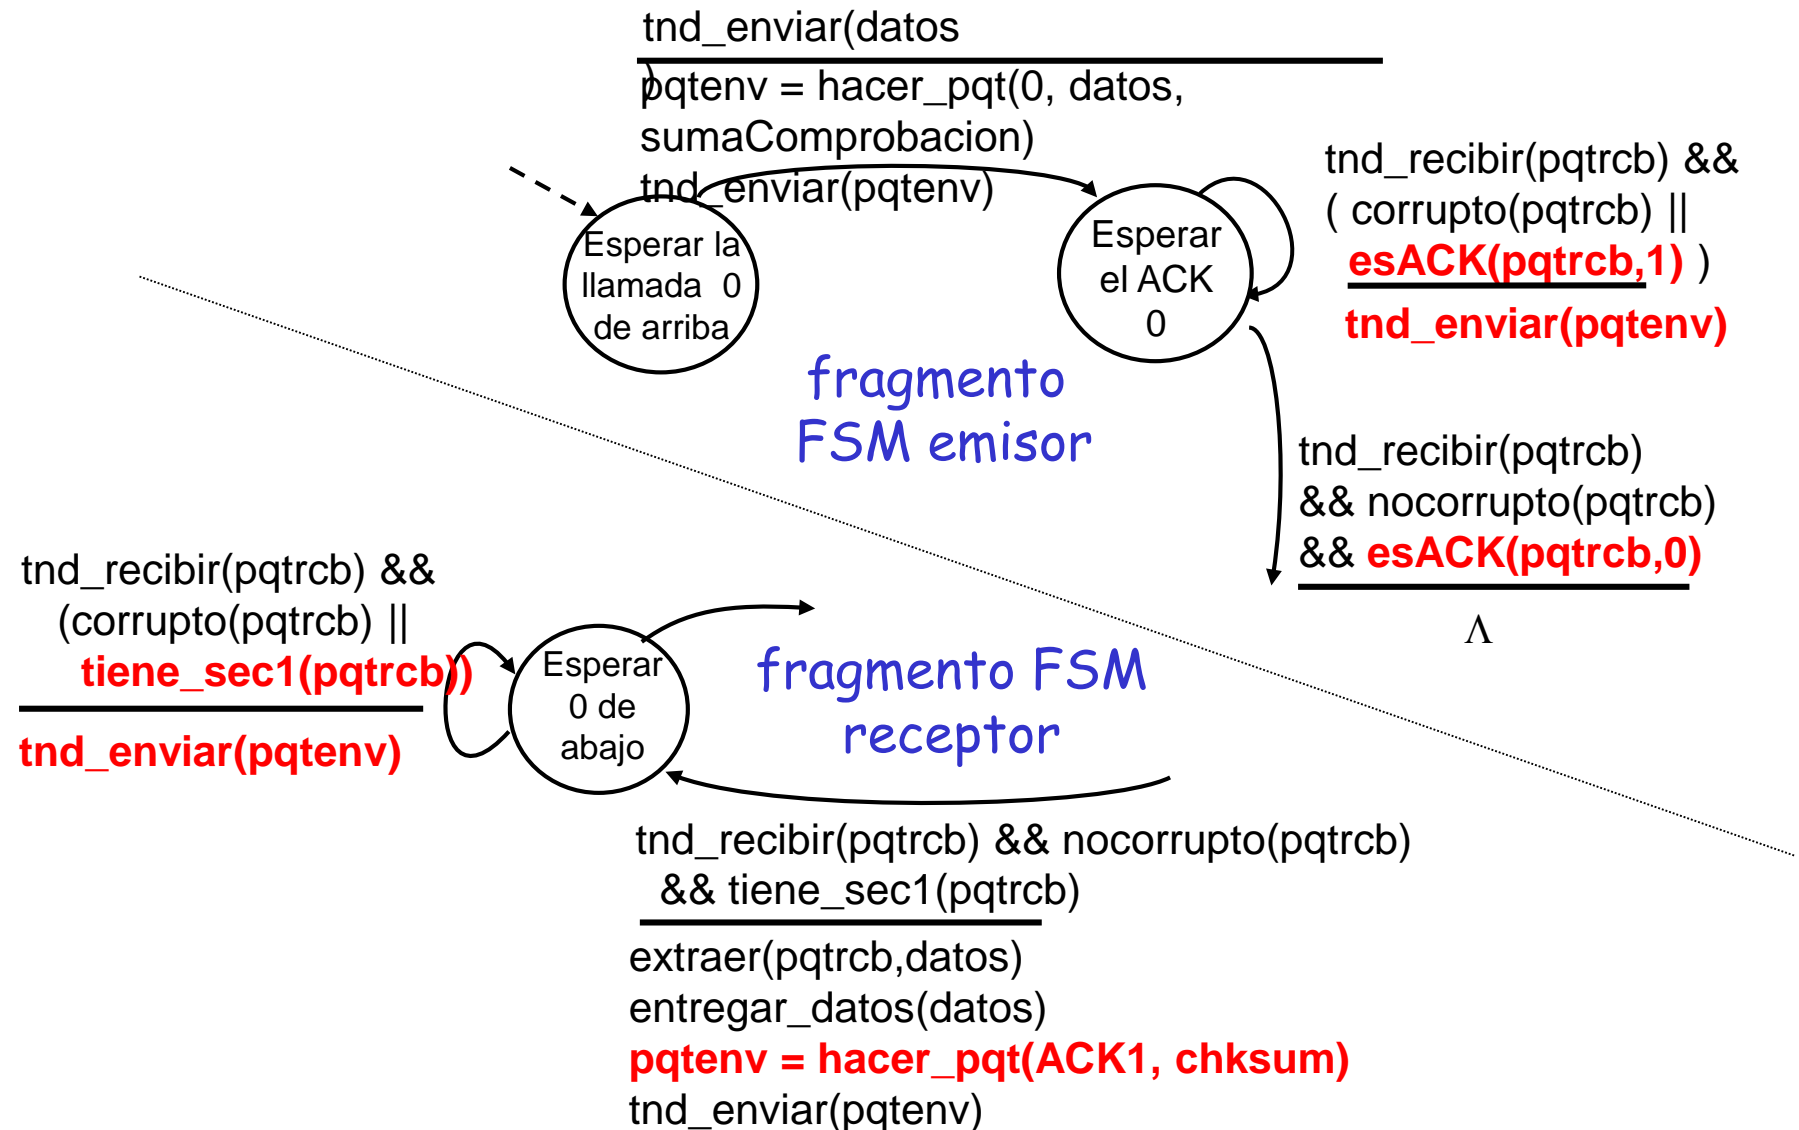 tnd_enviar(datos
)
pqtenv = hacer_pqt(0, datos,
sumaComprobacion)
tnd_enviar(pqtenv)
Esperar la
llamada 0
de arriba
Esperar
el ACK
0
tnd_recibir(pqtrcb) &&
( corrupto(pqtrcb) ||
esACK(pqtrcb,1) )
tnd_enviar(pqtenv)
fragmento
FSM emisor
tnd_recibir(pqtrcb)
&& nocorrupto(pqtrcb)
&& esACK(pqtrcb,0)
Λ
tnd_recibir(pqtrcb) &&
(corrupto(pqtrcb) ||
tiene_sec1(pqtrcb))
tnd_enviar(pqtenv)
Esperar
0 de
abajo
fragmento FSM
receptor
tnd_recibir(pqtrcb) && nocorrupto(pqtrcb)
&& tiene_sec1(pqtrcb)
extraer(pqtrcb,datos)
entregar_datos(datos)
pqtenv = hacer_pqt(ACK1, chksum)
tnd_enviar(pqtenv)